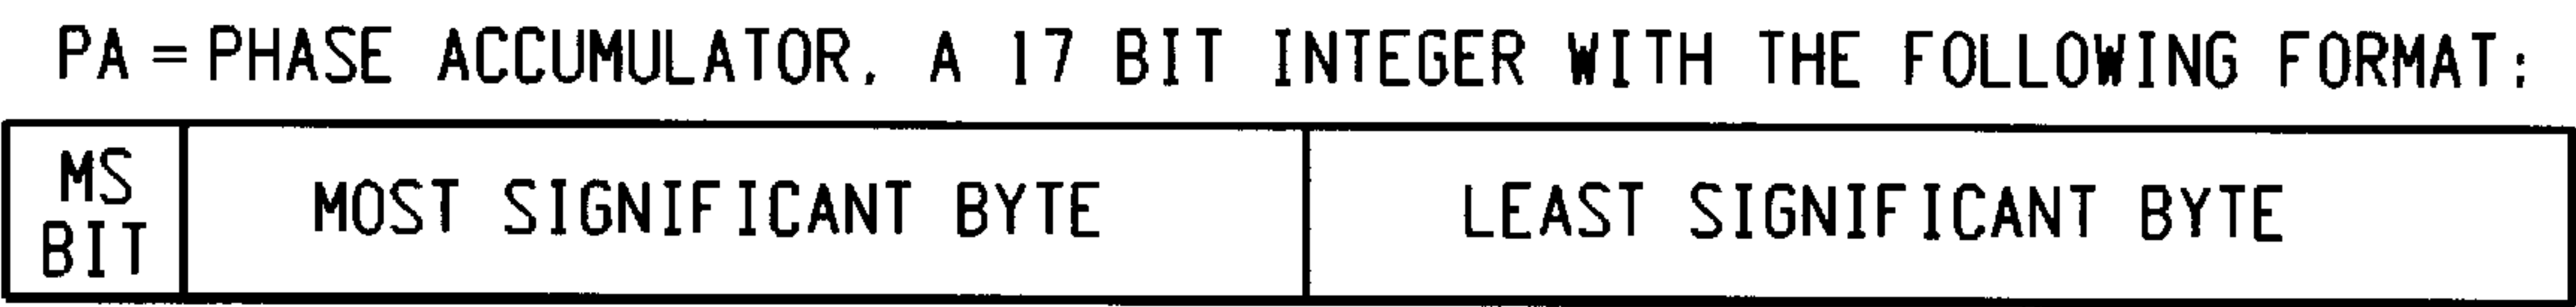 PA = PHASE ACCUMULATOR, A 17 BIT INTEGER WITH THE FOLLOWING FORMAT:
MS
BIT
MOST SIGNIFICANT BYTE
LEAST SIGNIFICANT BYTE